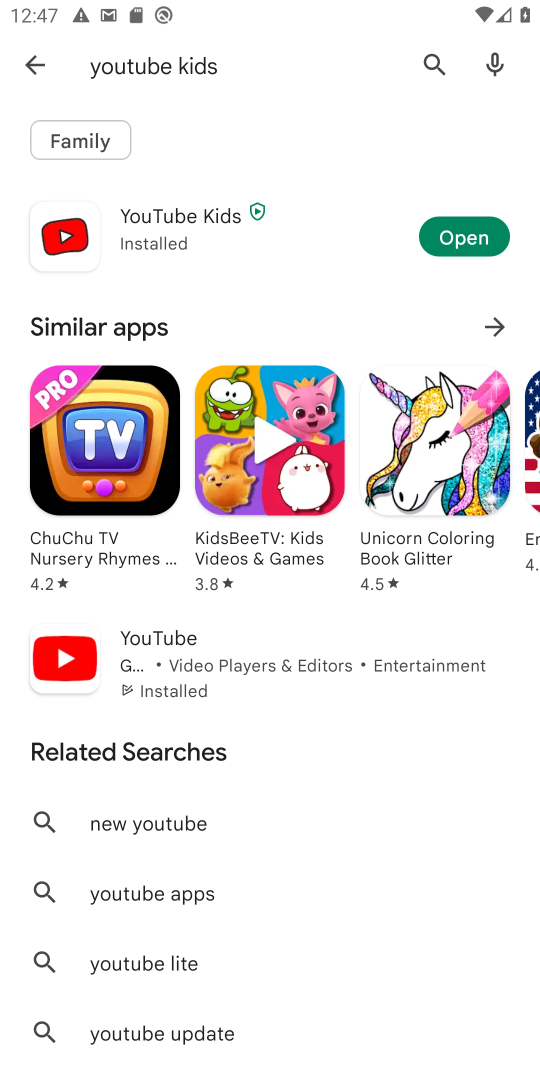 12:47
youtube kids
Family
YouTube Kids
Installed
Open
Similar apps
PRO
TV
ChuChu TV
Nursery Rhymes ...
4.2★
KidsBeeTV: Kids
Videos & Games
3.8★
Unicorn Coloring
Book Glitter
4.5★
Er
4.
YouTube
G... • Video Players & Editors • Entertainment
Installed
Related Searches
new youtube
youtube apps
youtube lite
youtube update